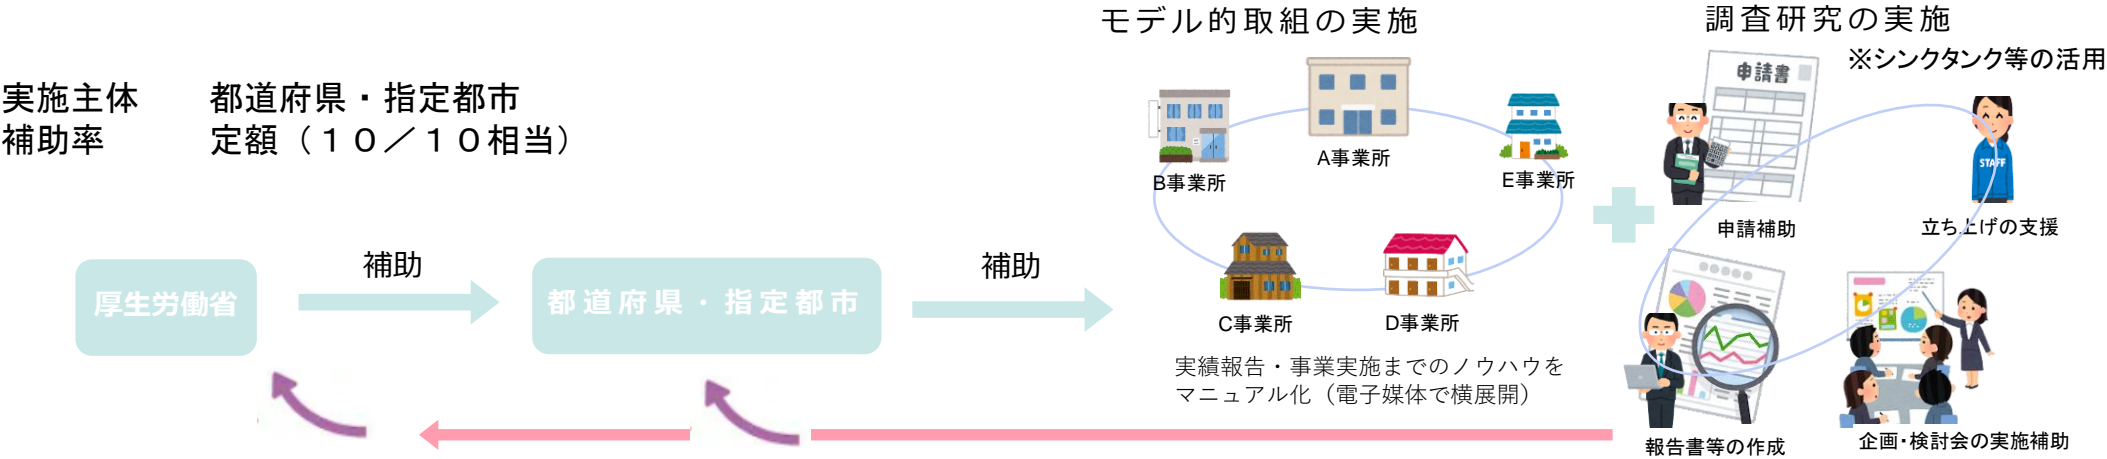 モデル的取組の実施
調査研究の実施
※シンクタンク等の活用
実施主体 都道府県・指定都市
補助率 定額（１０／１０相当）
申請書
STAFF
A事業所
B事業所
E事業所
C事業所
D事業所
申請補助
立ち上げの支援
厚生労働省
補助
都道府県・指定都市
補助
実績報告・事業実施までのノウハウを
マニュアル化（電子媒体で横展開）
報告書等の作成
企画・検討会の実施補助